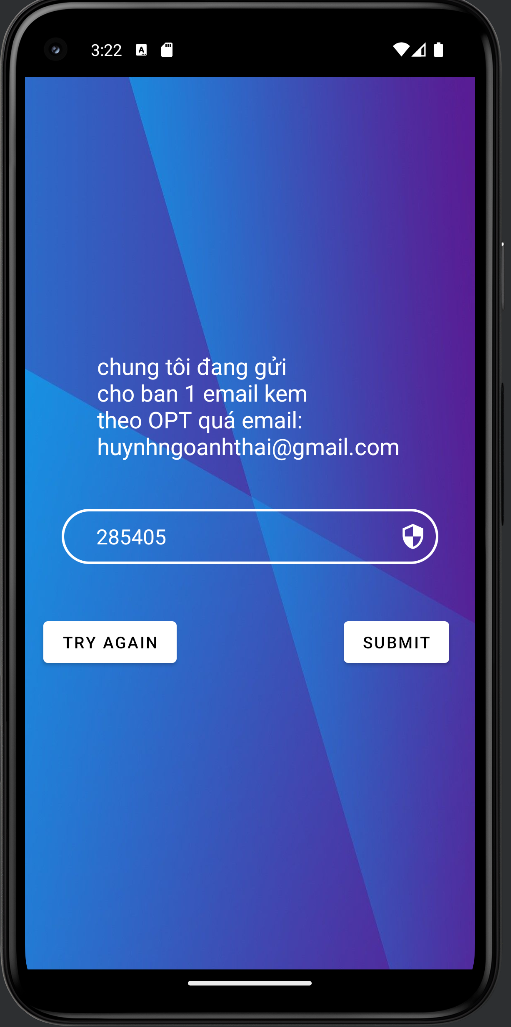 3:22
chung tôi đang gửi
cho ban 1 email kem
theo OPT quá email:
huynhngoanhthai@gmail.com
285405
TRY AGAIN
SUBMIT